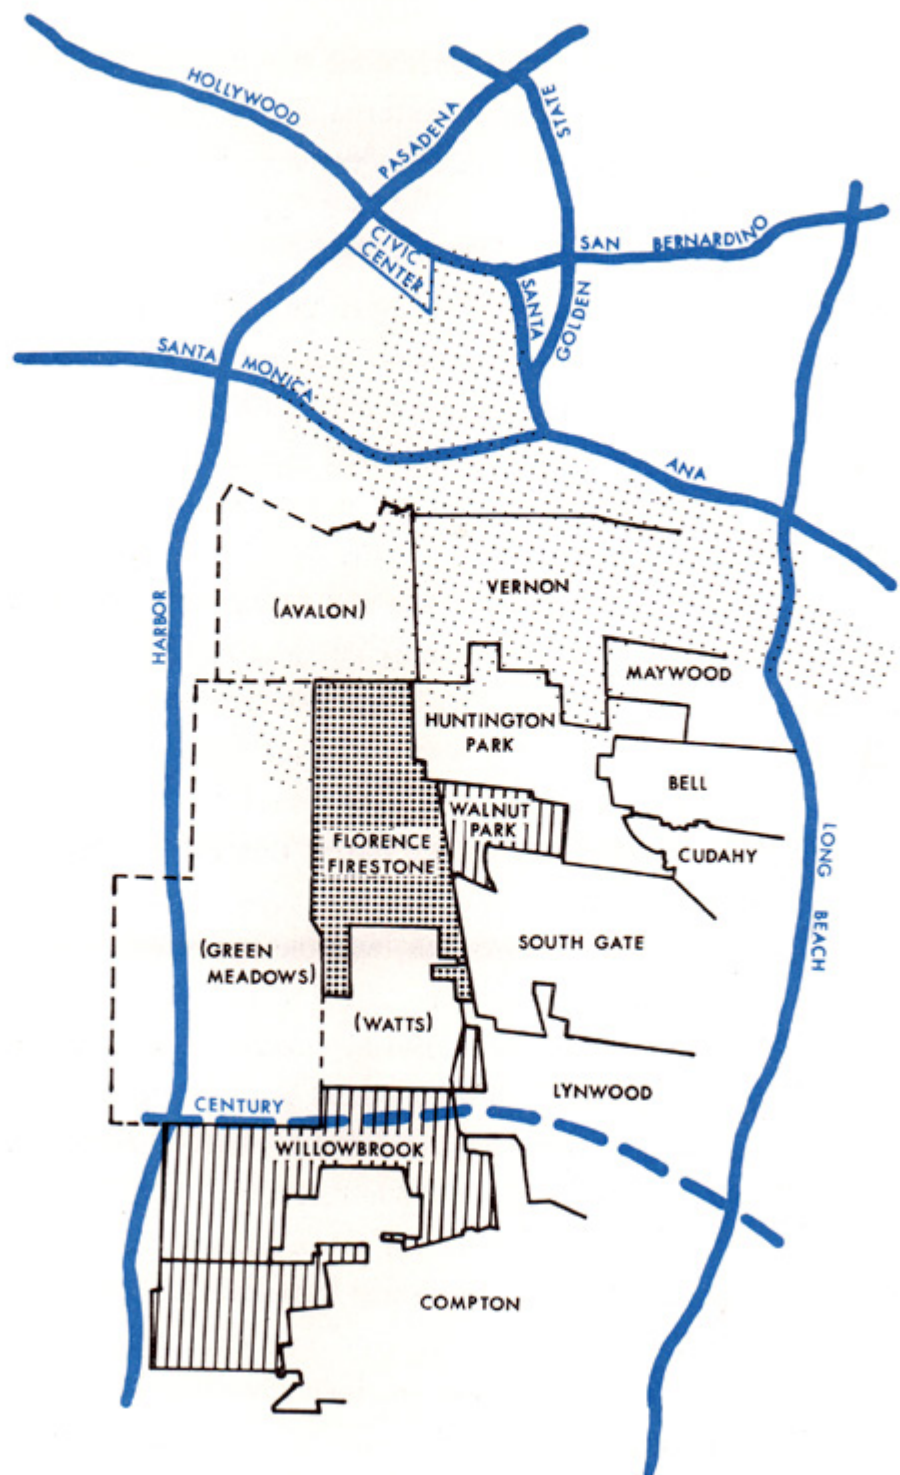 HOLLYWOOD
PASADENA
STATE
CIVIC
CENTER
SAN BERNARDINO
SANTA
GOLDEN
SANTA MONICA
ANA
HARBOR
(AVALON)
VERNON
MAYWOOD
HUNTINGTON
PARK
BELL
WALNUT
PARK
FLORENCE
FIRESTONE
CUDAHY
LONG BEACH
(GREEN
MEADOWS)
SOUTH GATE
(WATTS)
LYNWOOD
CENTURY
WILLOWBROOK
COMPTON